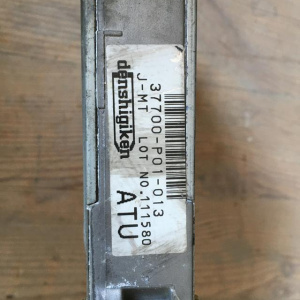 37700-P01-013
J-MT LOT NO.111580
denshigiken
ATU